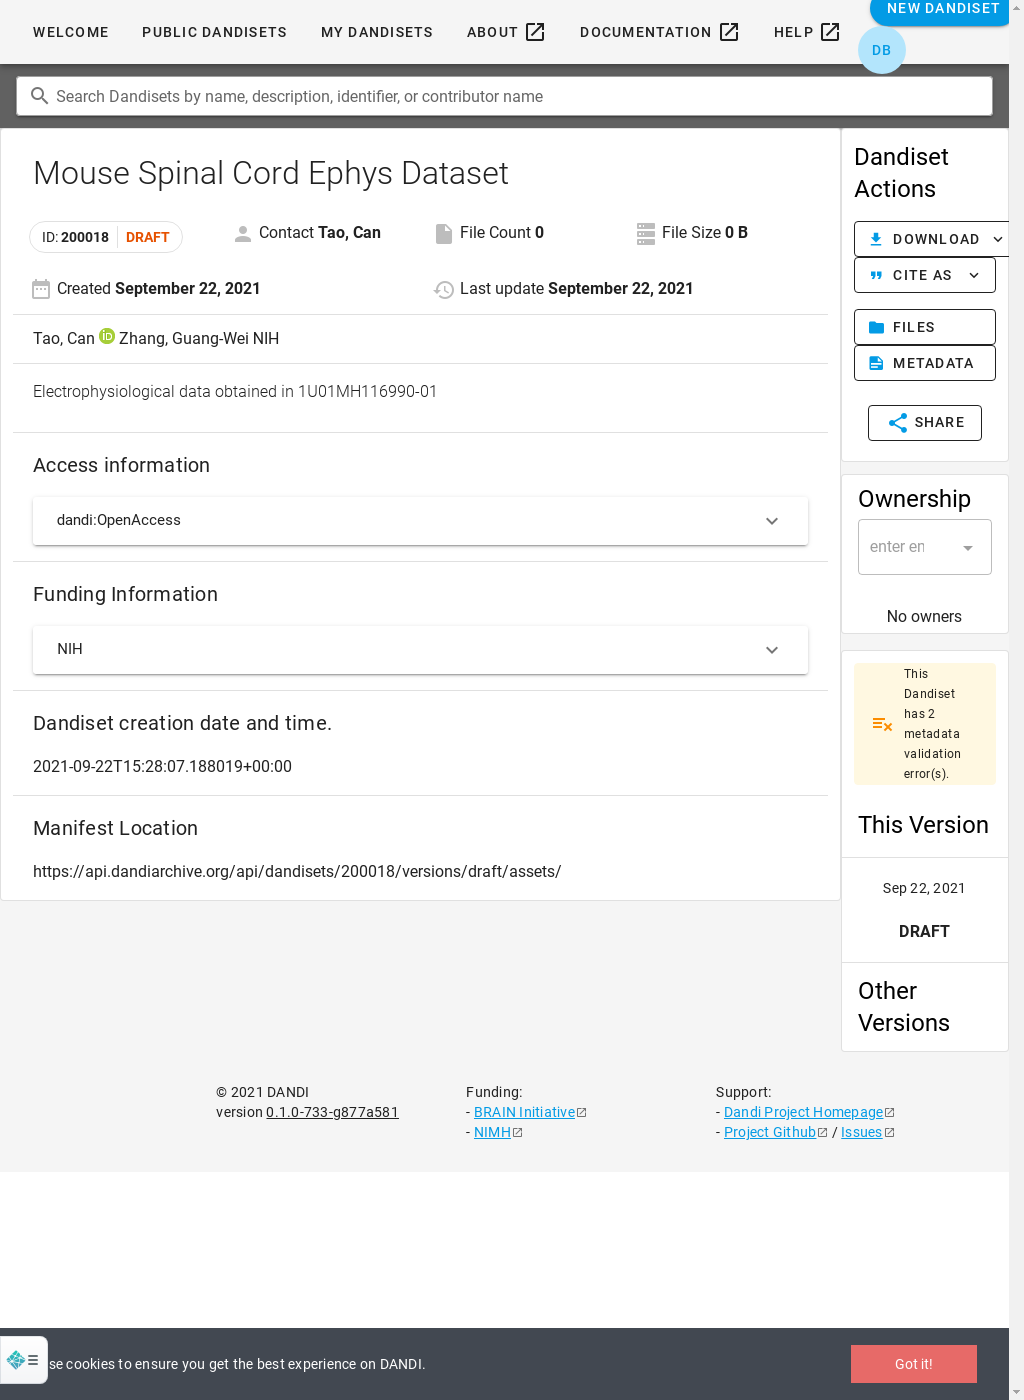 WELCOME PUBLIC DANDISETS MY DANDISETS ABOUT DOCUMENTATION HELP NEW DANDISET
DB
Search Dandisets by name, description, identifier, or contributor name
Mouse Spinal Cord Ephys Dataset
ID: 200018 DRAFT Contact Tao, Can File Count 0 File Size 0 B
Created September 22, 2021 Last update September 22, 2021
Tao, Can iD Zhang, Guang-Wei NIH
Electrophysiological data obtained in 1U01MH116990-01
Access information
dandi:OpenAccess
Funding Information
NIH
Dandiset creation date and time.
2021-09-22T15:28:07.188019+00:00
Manifest Location
https://api.dandiarchive.org/api/dandisets/200018/versions/draft/assets/
Dandiset
Actions
DOWNLOAD
CITE AS
FILES
METADATA
SHARE
Ownership
enter en
No owners
This
Dandiset
has 2
metadata
validation
error(s).
This Version
Sep 22, 2021
DRAFT
Other
Versions
© 2021 DANDI
version 0.1.0-733-g877a581
Funding:
- BRAIN Initiative
- NIMH
Support:
- Dandi Project Homepage
- Project Github / Issues
se cookies to ensure you get the best experience on DANDI.
Got it!